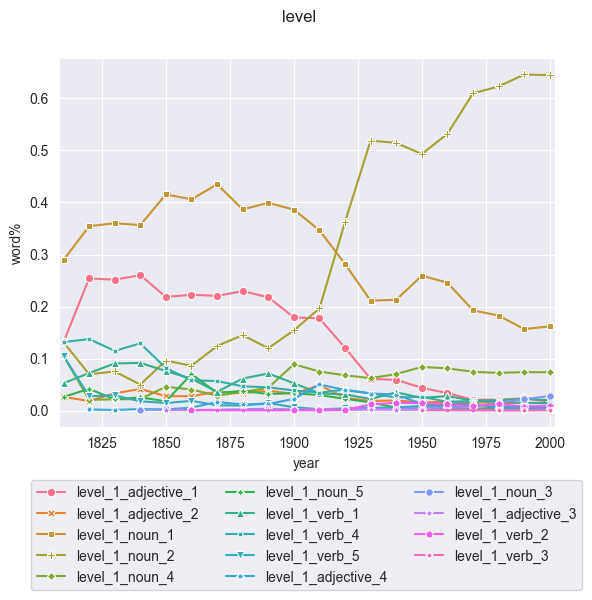 level
0.6
0.5
0.4
0.3
0.2
0.1
0.0
word%
1825 1850 1875 1900 1925 1950 1975 2000
year
level_1_adjective_1 level_1_noun_5 level_1_noun_3
level_1_adjective_2 level_1_verb_1 level_1_adjective_3
level_1_noun_1 level_1_verb_4 level_1_verb_2
level_1_noun_2 level_1_verb_5 level_1_verb_3
level_1_noun_4 level_1_adjective_4